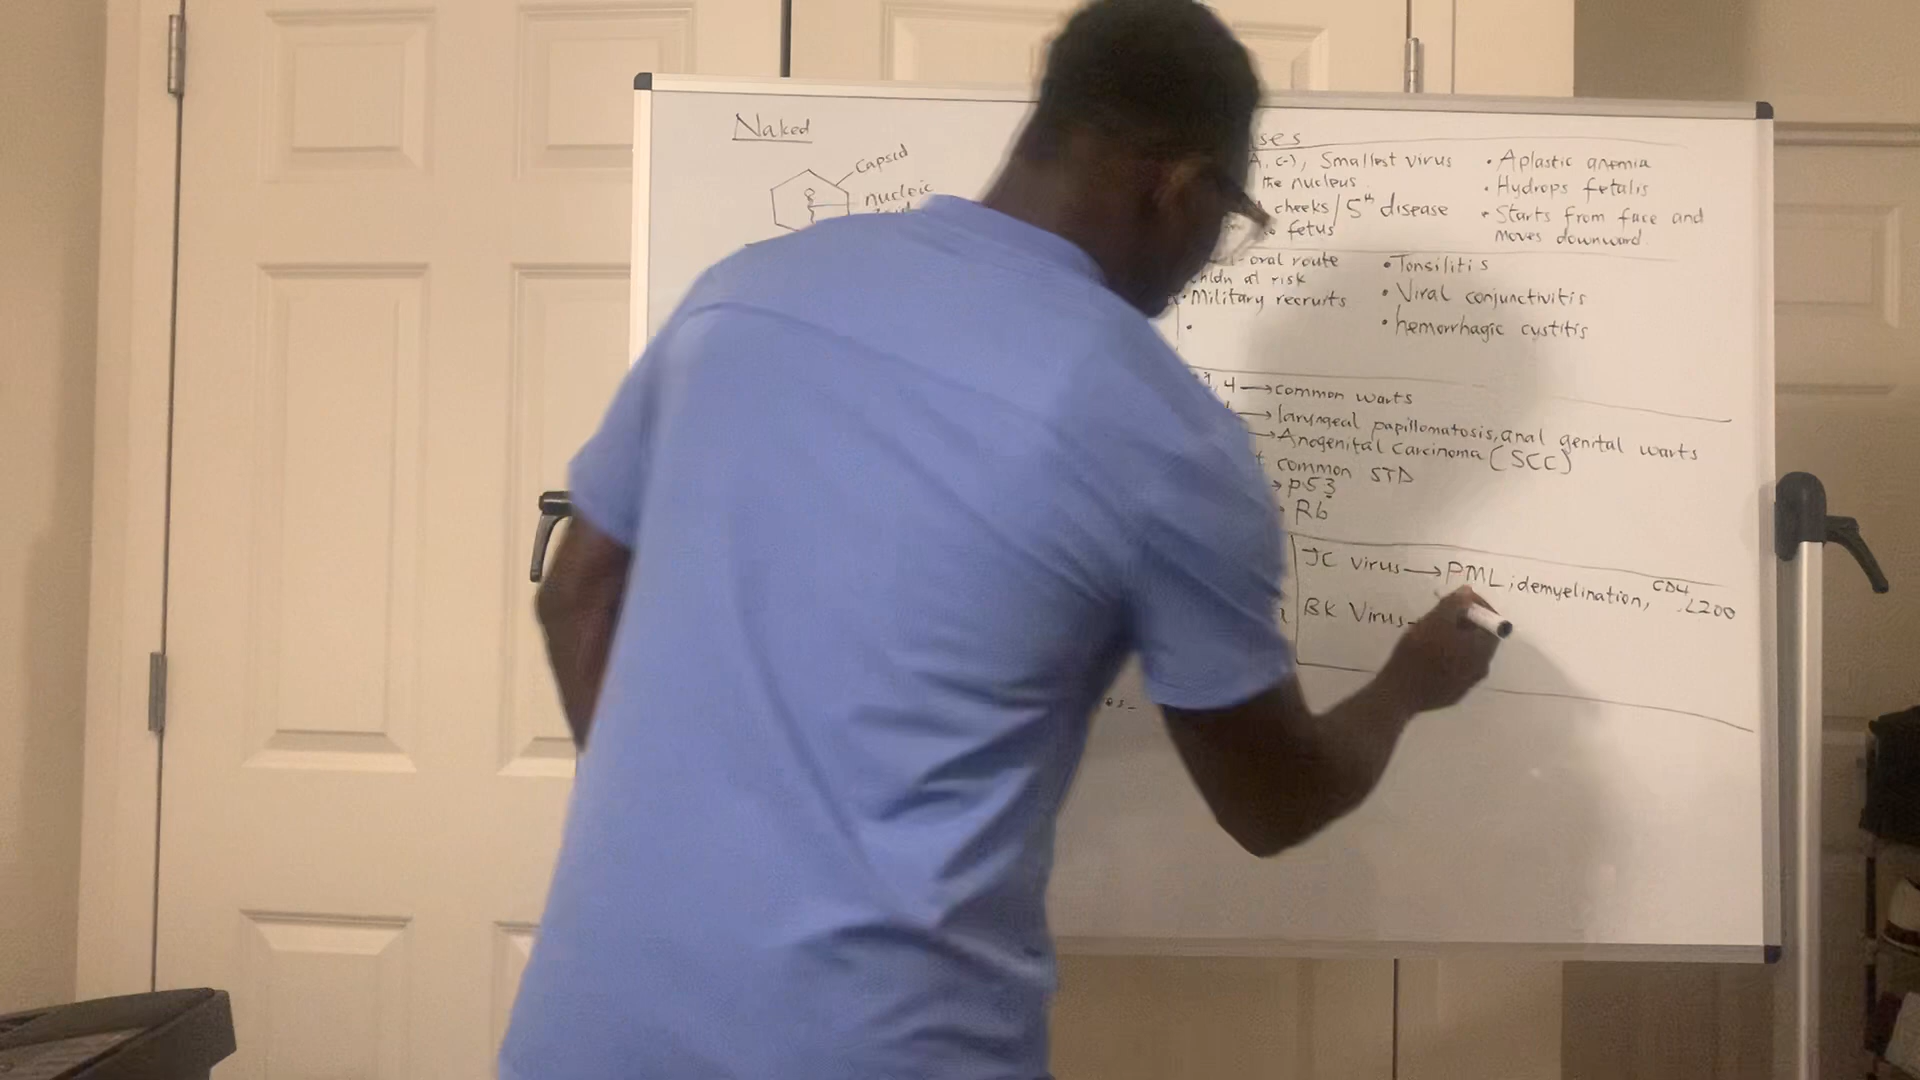 Naked
Capsid
nucleic
ses
A, (-), Smallest virus
the nucleus
cheeks/5th disease
fetus
• Aplastic anemia
• Hydrops fetalis
• Starts from face and
moves downward
-oral route
at risk
• Military recruits
•
• Tonsilitis
• Viral conjunctivitis
• hemorrhagic cystitis
4 → common warts
→ laryngeal papillomatosis, anal genital warts
→ Anogenital carcinoma (SCC)
common STD
→ p53
• Rb
JC virus → PML; demyelination, CD4 <200
BK Virus-